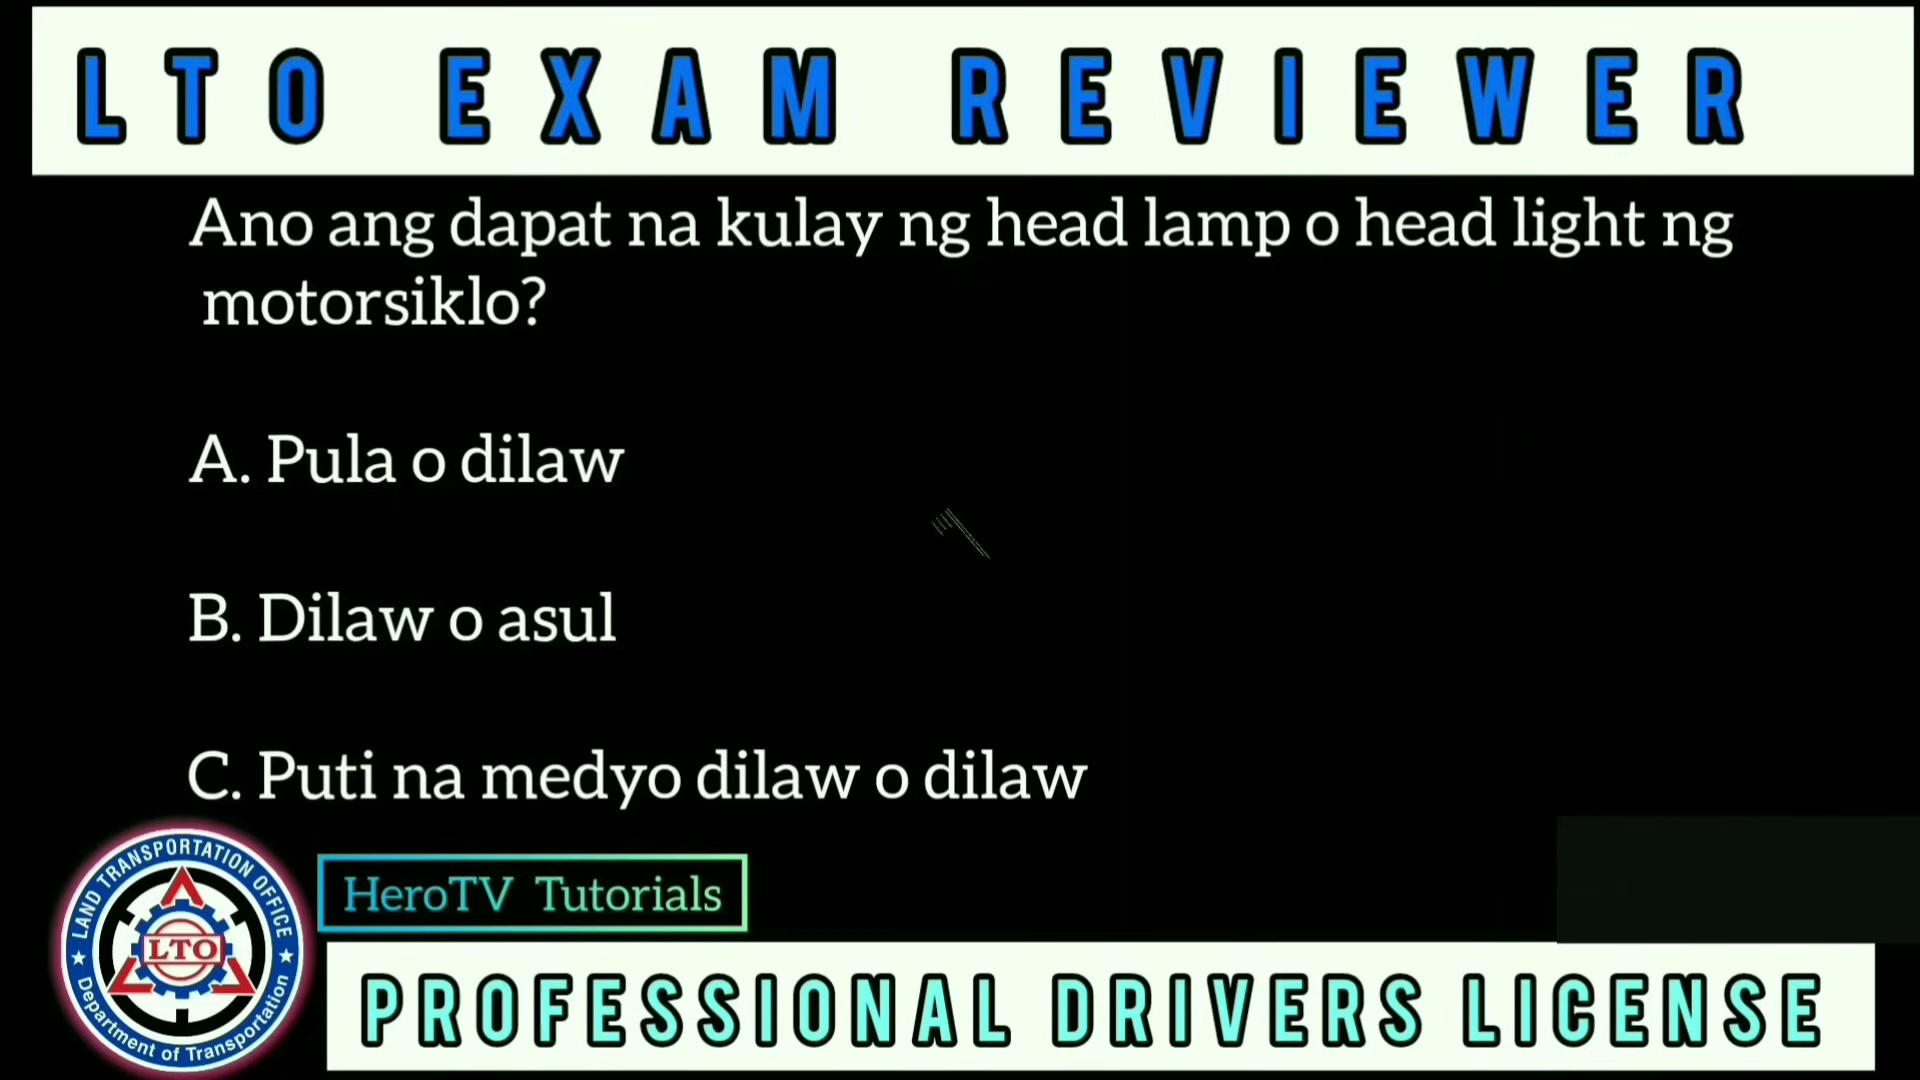 LTO EXAM REVIEWER
Ano ang dapat na kulay ng head lamp o head light ng
motorsiklo?
A. Pula o dilaw
B. Dilaw o asul
C. Puti na medyo dilaw o dilaw
LAND TRANSPORTATION OFFICE
LTO
Department of Transportation
HeroTV Tutorials
PROFESSIONAL DRIVERS LICENSE